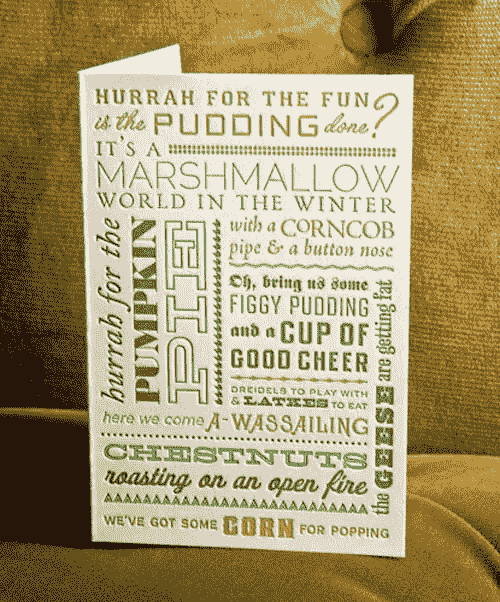 HURRAH FOR THE FUN
is the PUDDING done?
IT'S A
MARSHMALLOW
WORLD IN THE WINTER
hurrah for the
PUMPKIN
PIE
with a CORNCOB
pipe & a button nose
Oh, bring us some
FIGGY PUDDING
and a CUP OF
GOOD CHEER
DREIDELS TO PLAY WITH
& LATKES TO EAT
the GEESE are getting fat
here we come A-WASSAILING
CHESTNUTS
roasting on an open fire
WE'VE GOT SOME CORN FOR POPPING